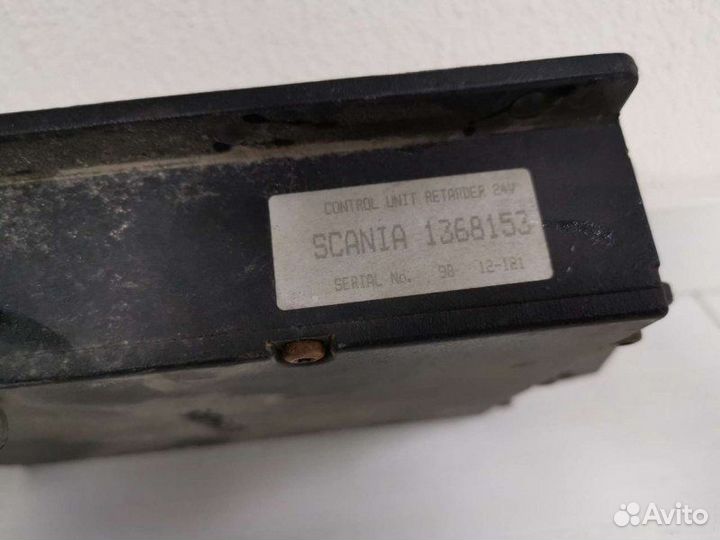 CONTROL UNIT RETARDER 24V
SCANIA 1368153
SERIAL No. 98 12-121
Avito